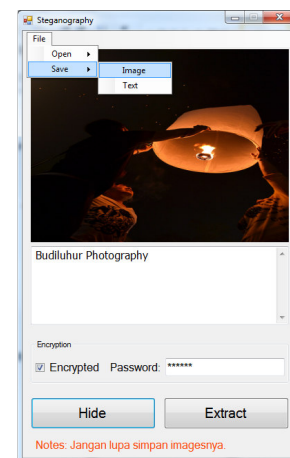 Steganography
File
Open
Save
Image
Text
Budiluhur Photography
Encryption
Encrypted Password: ******
Hide Extract
Notes: Jangan lupa simpan imagesnya.